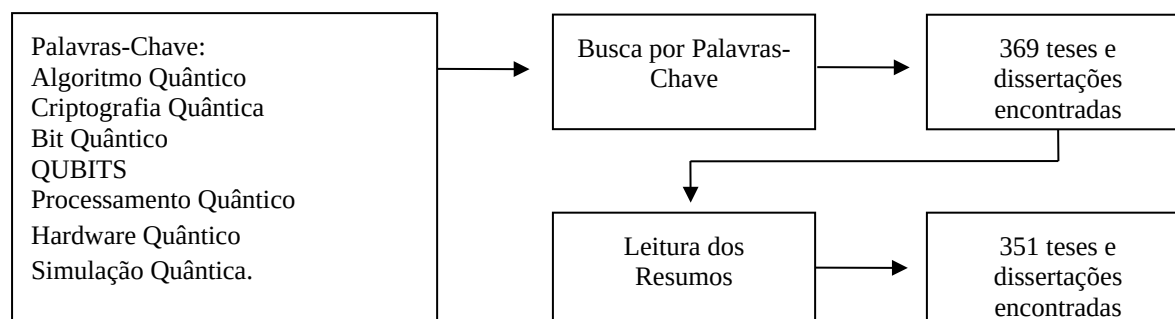 Palavras-Chave:
Algoritmo Quântico
Criptografia Quântica
Bit Quântico
QUBITS
Processamento Quântico
Hardware Quântico
Simulação Quântica.
Busca por Palavras-
Chave
369 teses e
dissertações
encontradas
Leitura dos
Resumos
351 teses e
dissertações
encontradas